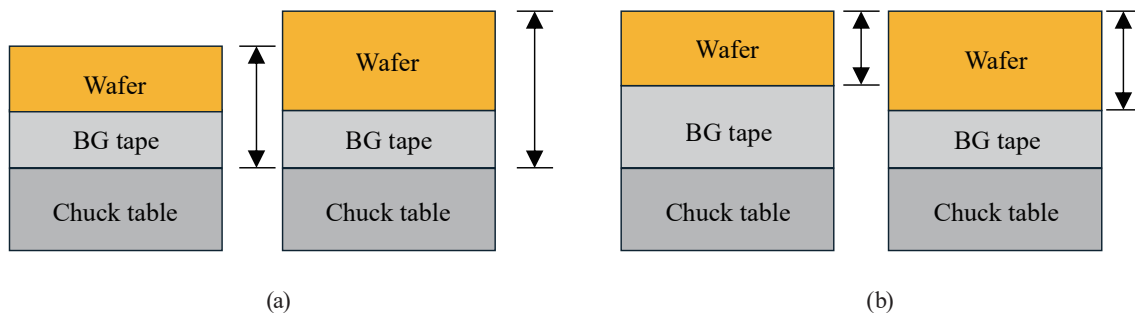 Wafer
BG tape
Chuck table
Wafer
BG tape
Chuck table
(a)
Wafer
BG tape
Chuck table
Wafer
BG tape
Chuck table
(b)